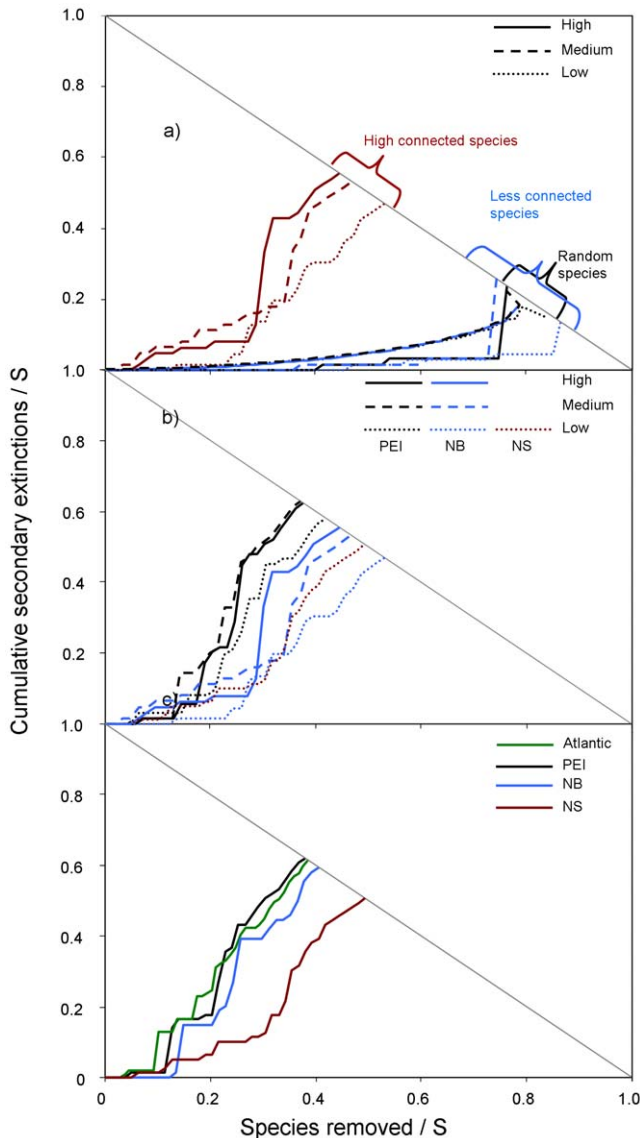 1.0
High
Medium
0.8
Low
a)
High connected species
0.6
Less connected
species
0.4
Random
species
0.2
1.0
High
b)
Medium
0.8
Low
PEI NB NS
0.6
0.4
0.2
c)
1.0
Atlantic
PEI
0.8
NB
NS
0.6
0.4
0.2
0
0 0.2 0.4 0.6 0.8 1.0
Species removed / S
Cumulative secondary extinctions / S